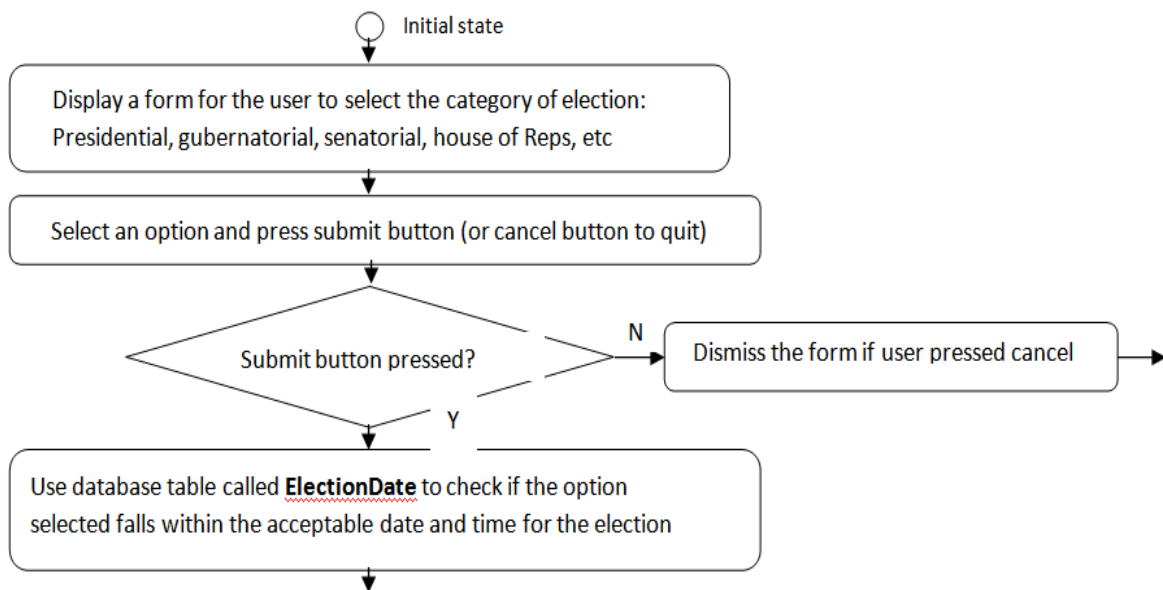 Initial state
Display a form for the user to select the category of election:
Presidential, gubernatorial, senatorial, house of Reps, etc
Select an option and press submit button (or cancel button to quit)
Submit button pressed?
N
Dismiss the form if user pressed cancel
Y
Use database table called ElectionDate to check if the option
selected falls within the acceptable date and time for the election